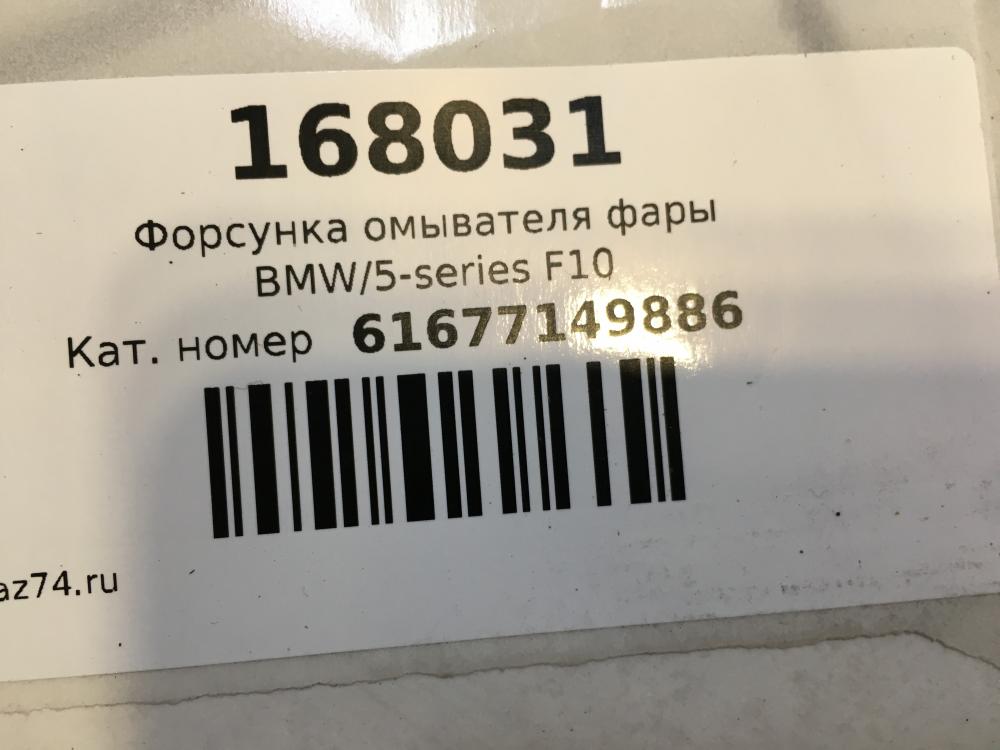 168031
Форсунка омывателя фары
BMW/5-series F10
Кат. номер 61677149886
az74.ru